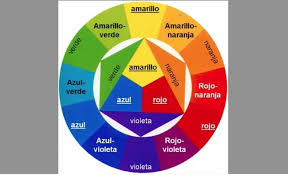 amarillo
Amarillo-
verde
Amarillo-
naranja
verde
naranja
amarillo
verde
naranja
Azul-
verde
Rojo-
naranja
azul
rojo
azul
rojo
violeta
Azul-
violeta
Rojo-
violeta
violeta